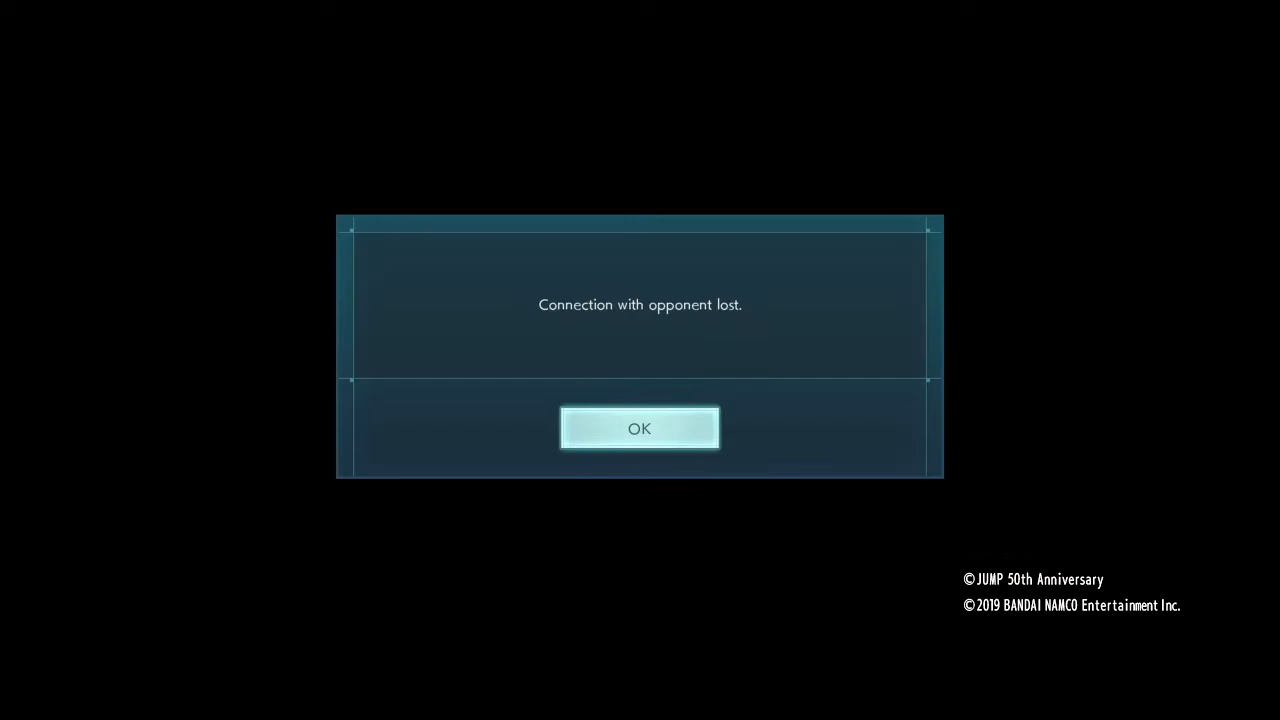 Connection with opponent lost.
OK
©JUMP 50th Anniversary
©2019 BANDAI NAMCO Entertainment Inc.